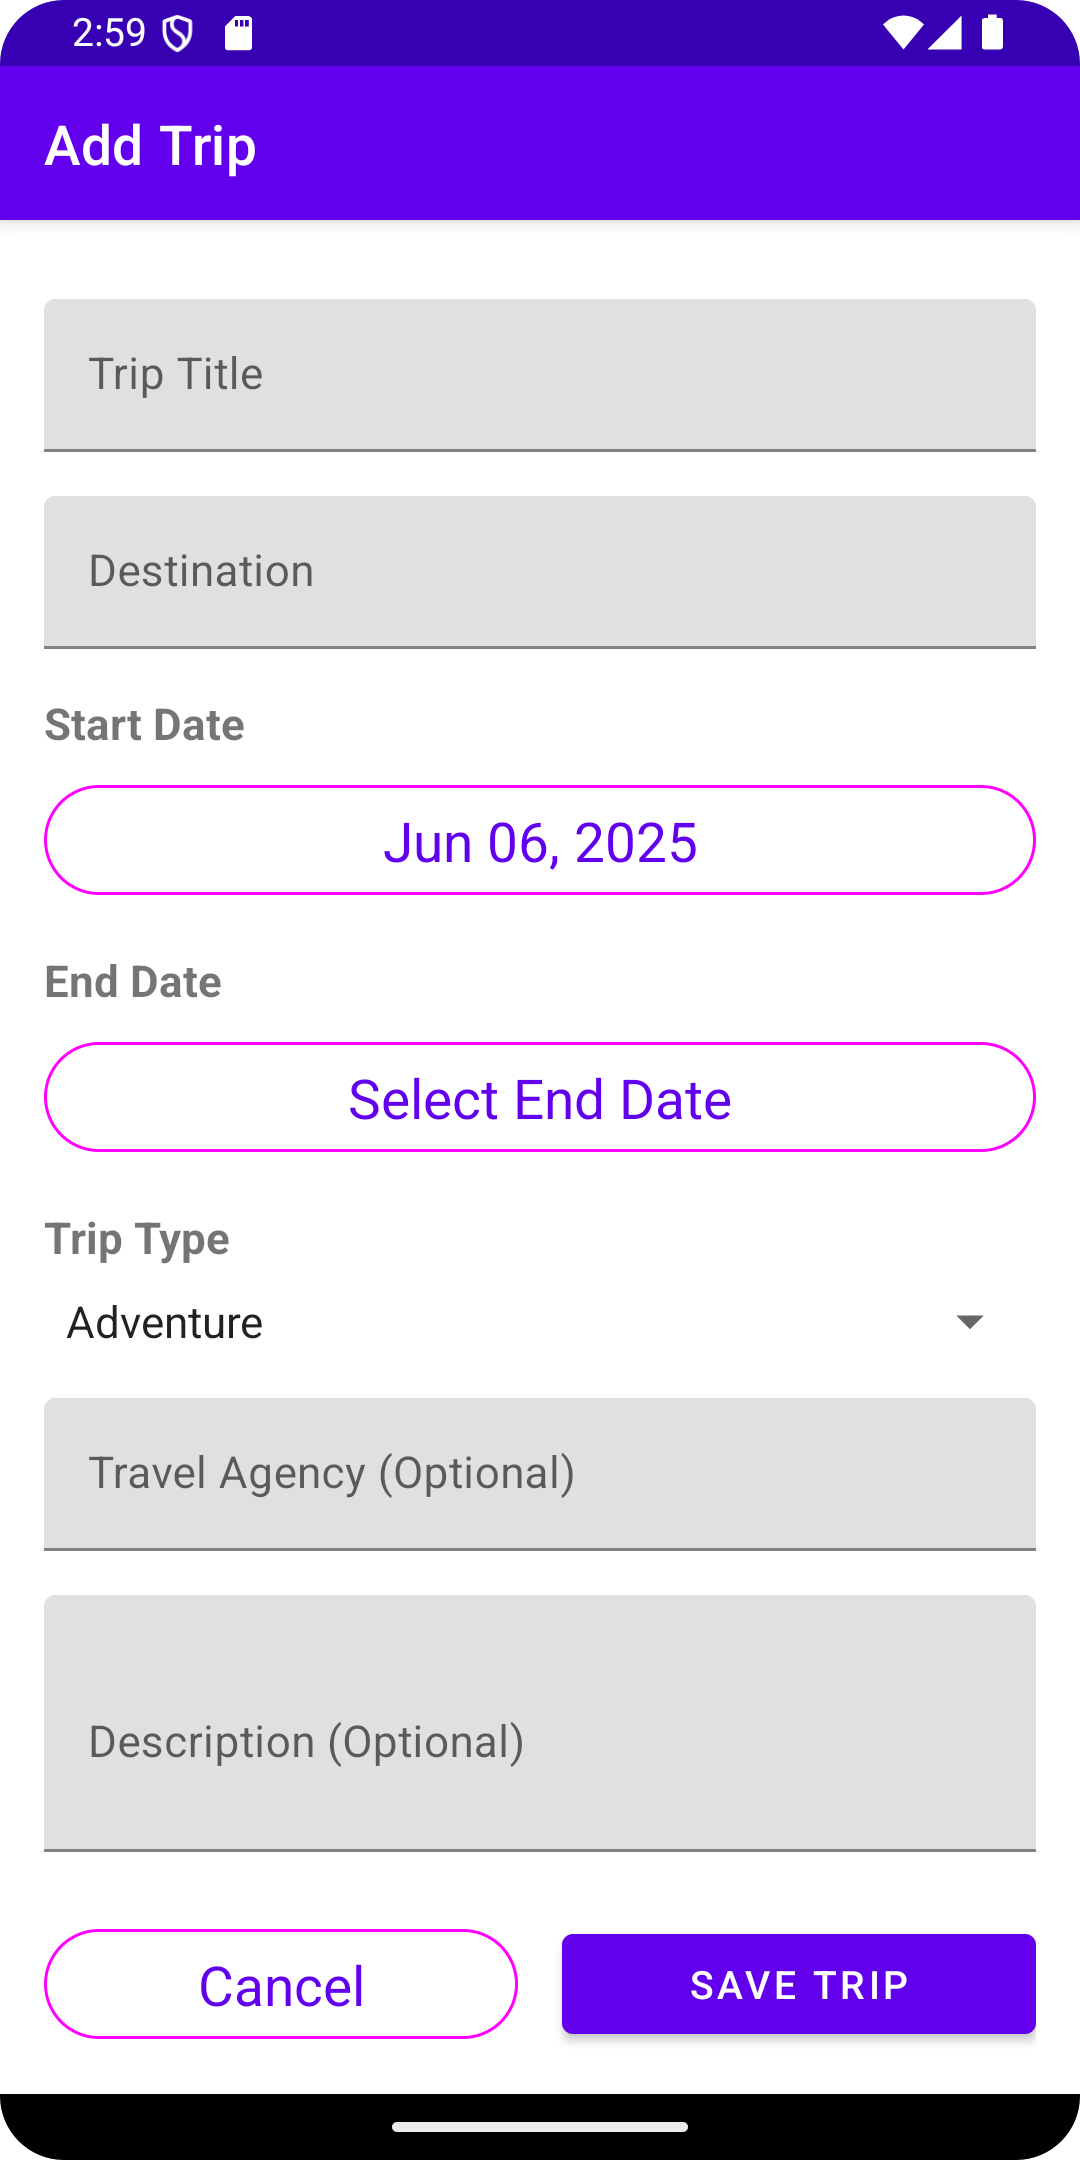 2:59
Add Trip
Trip Title
Destination
Start Date
Jun 06, 2025
End Date
Select End Date
Trip Type
Adventure
Travel Agency (Optional)
Description (Optional)
Cancel
SAVE TRIP